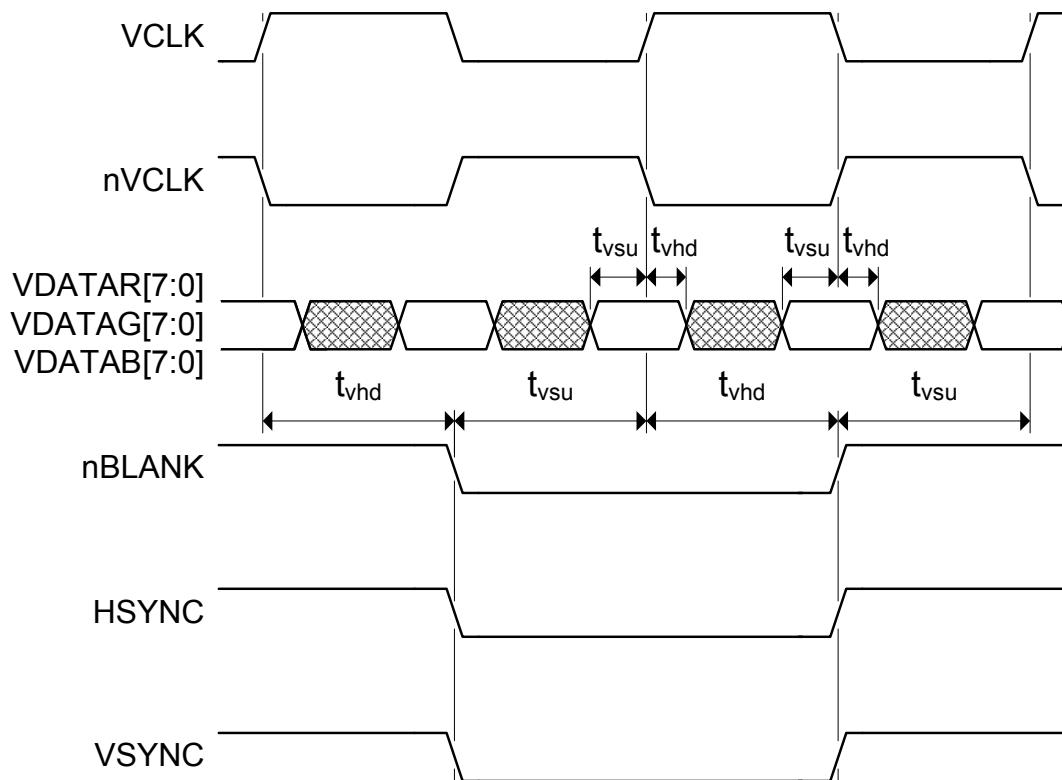 VCLK
nVCLK
tvsu tvhd tvsu tvhd
VDATAR[7:0]
VDATAG[7:0]
VDATAB[7:0]
tvhd tvsu tvhd tvsu
nBLANK
HSYNC
VSYNC